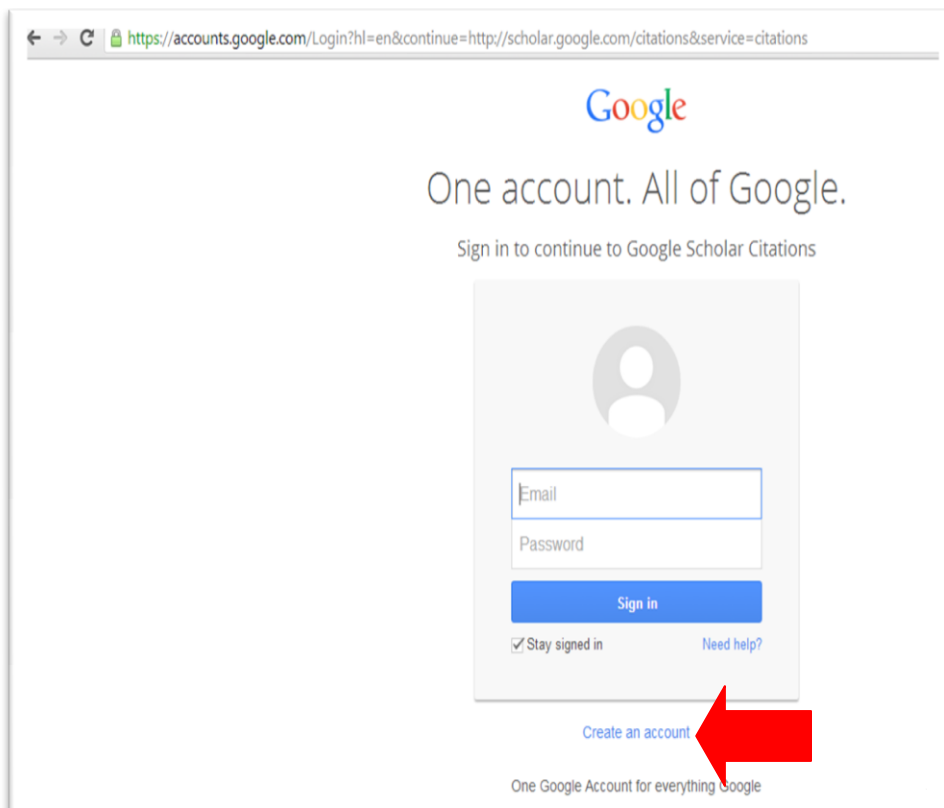 https://accounts.google.com/Login?hl=en&continue=http://scholar.google.com/citations&service=citations
Google
One account. All of Google.
Sign in to continue to Google Scholar Citations
Email
Password
Sign in
Stay signed in Need help?
Create an account
One Google Account for everything Google